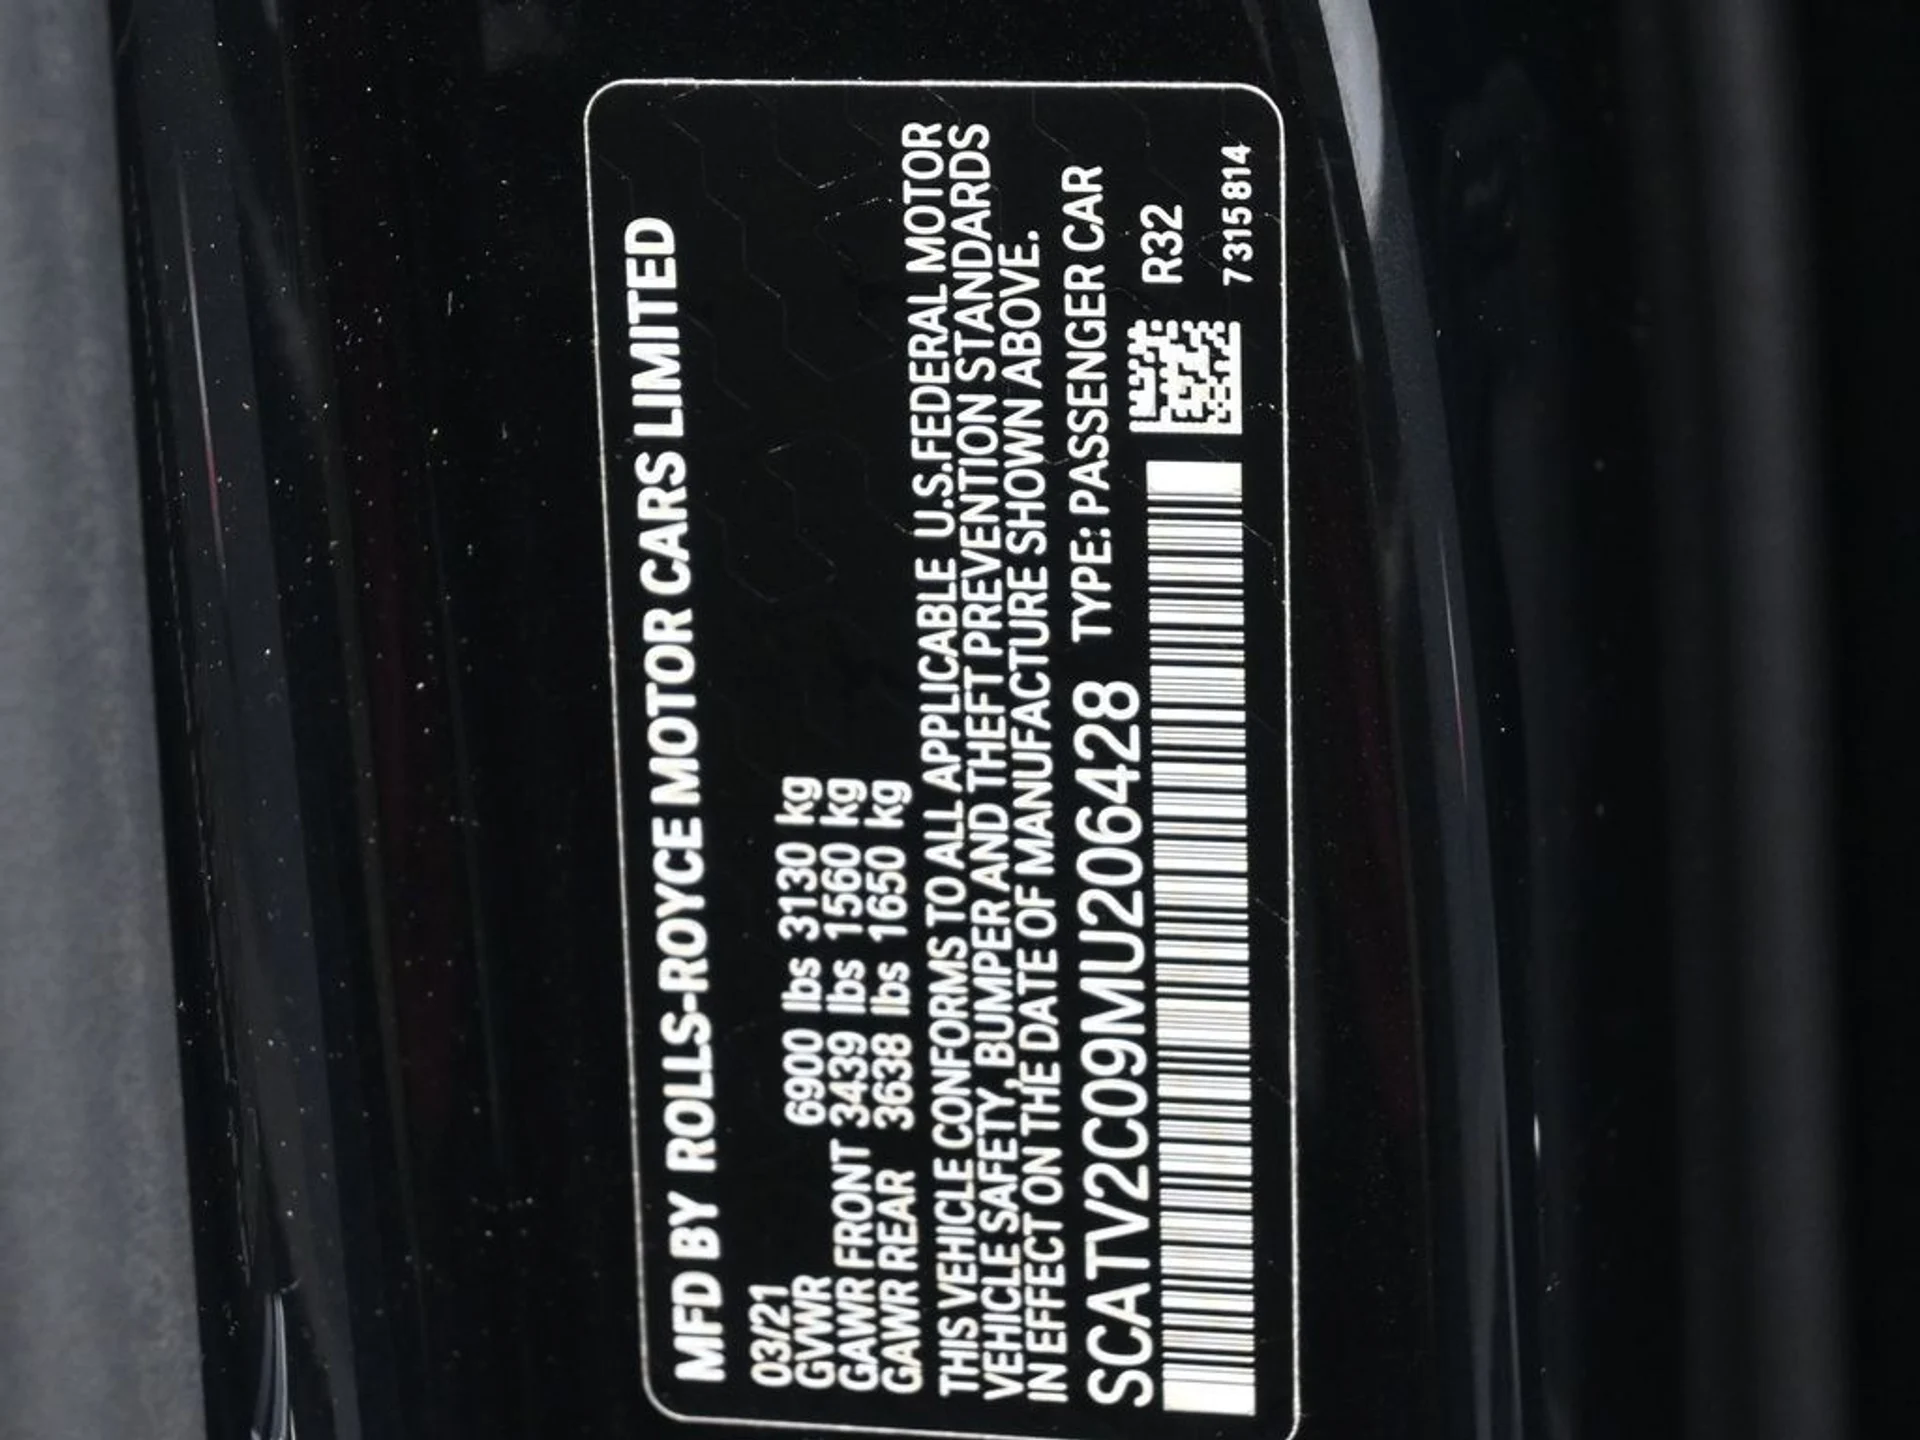 MFD BY ROLLS-ROYCE MOTOR CARS LIMITED
03/21
GVWR 6900 lbs 3130 kg
GAWR FRONT 3439 lbs 1560 kg
GAWR REAR 3638 lbs 1650 kg
THIS VEHICLE CONFORMS TO ALL APPLICABLE U.S.FEDERAL MOTOR
VEHICLE SAFETY, BUMPER AND THEFT PREVENTION STANDARDS
IN EFFECT ON THE DATE OF MANUFACTURE SHOWN ABOVE.
SCATV2C09MU206428 TYPE: PASSENGER CAR
R32
7315814